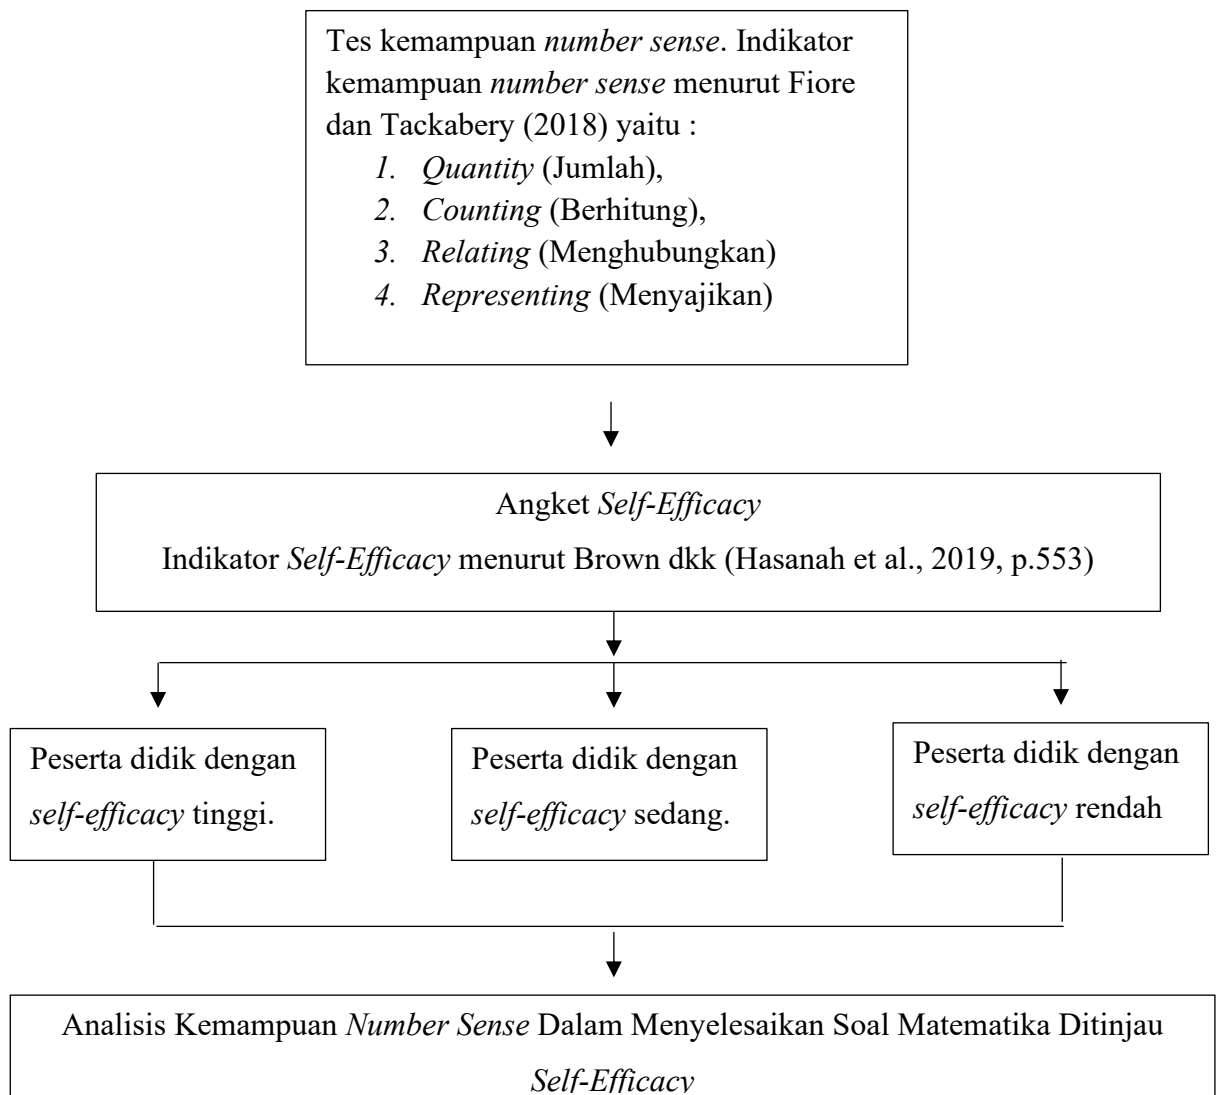 Tes kemampuan number sense. Indikator
kemampuan number sense menurut Fiore
dan Tackabery (2018) yaitu :
1. Quantity (Jumlah),
2. Counting (Berhitung),
3. Relating (Menghubungkan)
4. Representing (Menyajikan)
Angket Self-Efficacy
Indikator Self-Efficacy menurut Brown dkk (Hasanah et al., 2019, p.553)
Peserta didik dengan
self-efficacy tinggi.
Peserta didik dengan
self-efficacy sedang.
Peserta didik dengan
self-efficacy rendah
Analisis Kemampuan Number Sense Dalam Menyelesaikan Soal Matematika Ditinjau
Self-Efficacy